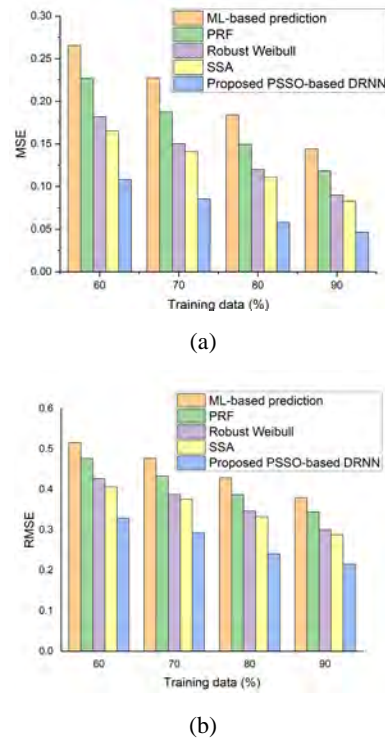 0.30
0.25
0.20
0.15
0.10
0.05
0.00
MSE
ML-based prediction
PRF
Robust Weibull
SSA
Proposed PSSO-based DRNN
60 70 80 90
Training data (%)
(a)
0.6
0.5
0.4
0.3
0.2
0.1
0.0
RMSE
ML-based prediction
PRF
Robust Weibull
SSA
Proposed PSSO-based DRNN
60 70 80 90
Training data (%)
(b)